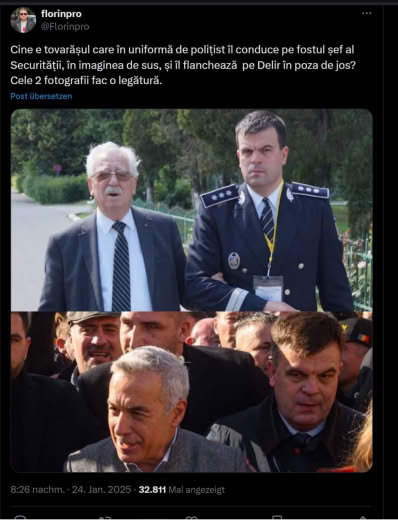 florinpro
@Florinpro
Cine e tovarășul care în uniformă de polițist îl conduce pe fostul șef al
Securității, în imaginea de sus, și îl flanchează pe Delir în poza de jos?
Cele 2 fotografii fac o legătură.
Post übersetzen
8:26 nachm. · 24. Jan. 2025 · 32.811 Mal angezeigt